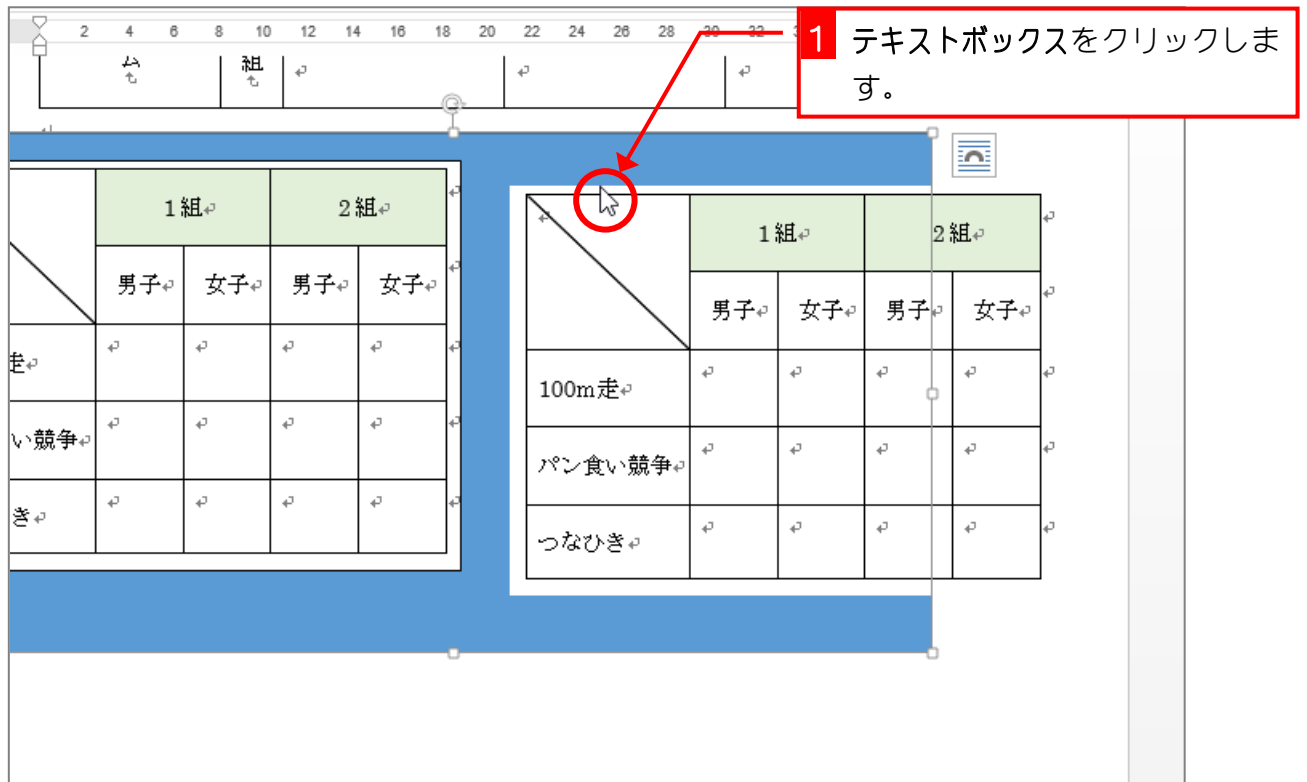 2 4 6 8 10 12 14 16 18 20 22 24 26 28 30 32
1 テキストボックスをクリックしま
す。
ム 組
1組 2組
男子 女子 男子 女子
走
い競争
き
1組 2組
男子 女子 男子 女子
100m走
パン食い競争
つなひき